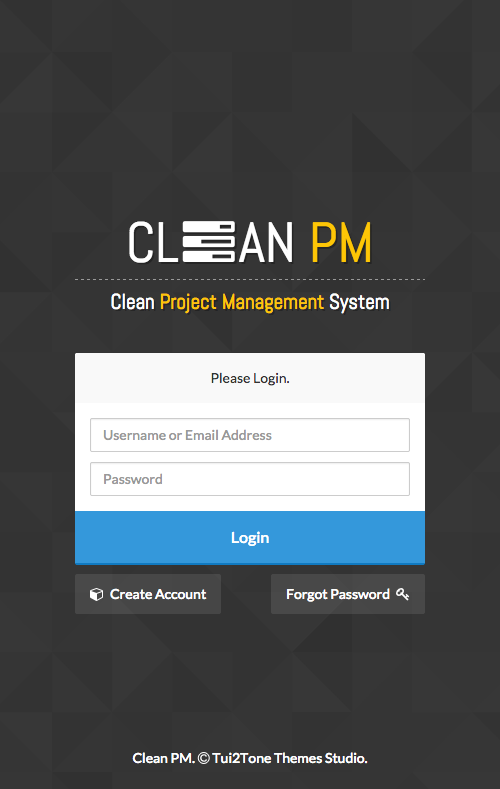 CLEAN PM
Clean Project Management System
Please Login.
Username or Email Address
Password
Login
Create Account
Forgot Password
Clean PM. © Tui2Tone Themes Studio.